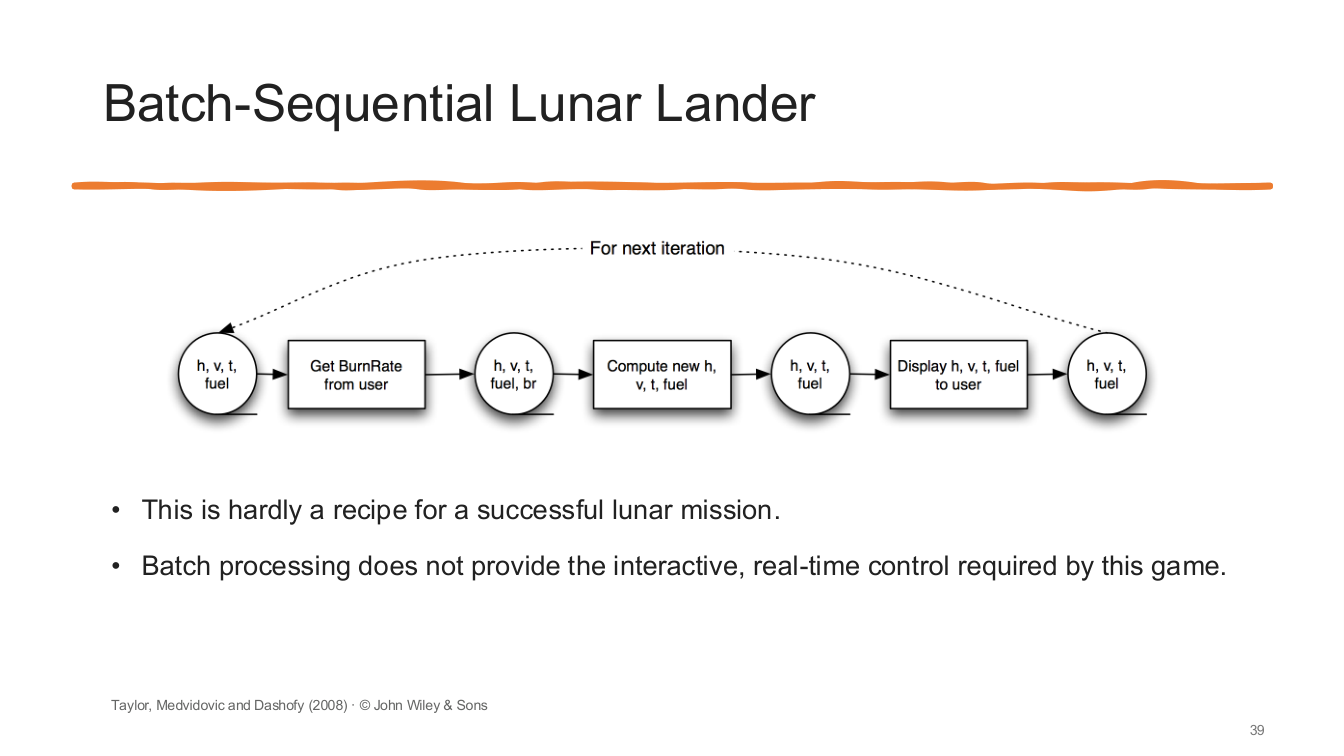 Batch-Sequential Lunar Lander
For next iteration
h, v, t,
fuel
Get BurnRate
from user
h, v, t,
fuel, br
Compute new h,
v, t, fuel
h, v, t,
fuel
Display h, v, t, fuel
to user
h, v, t,
fuel
• This is hardly a recipe for a successful lunar mission.
• Batch processing does not provide the interactive, real-time control required by this game.
Taylor, Medvidovic and Dashofy (2008) · © John Wiley & Sons
39